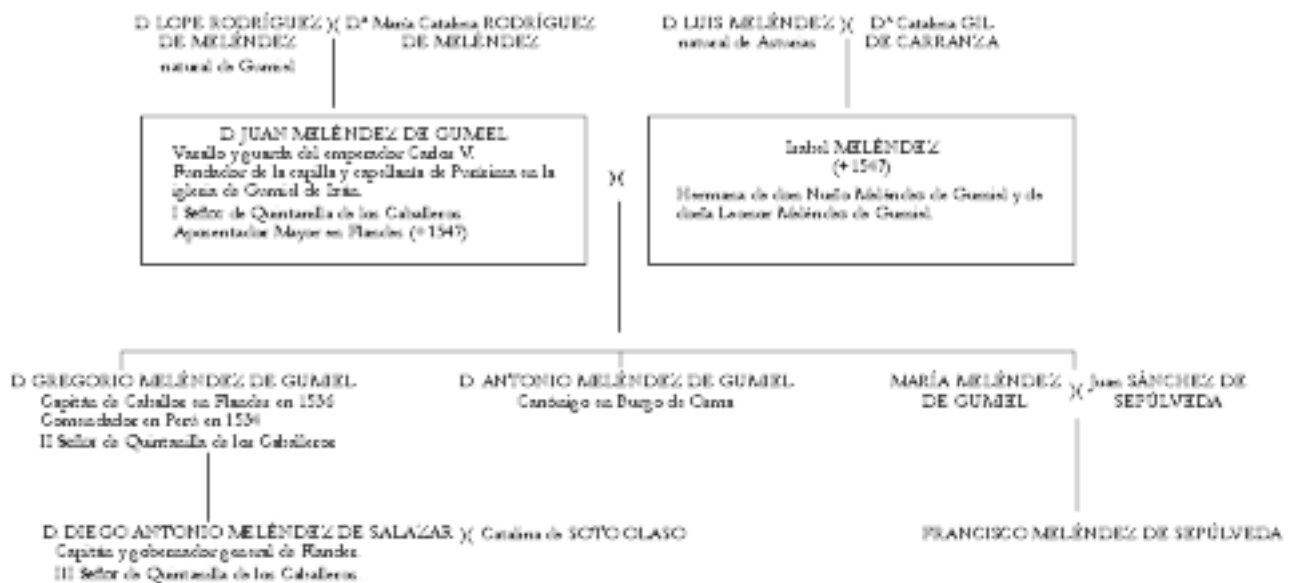 D. LOPE RODRÍGUEZ )( Dª María Catalina RODRÍGUEZ
DE MELÉNDEZ DE MELÉNDEZ
natural de Gumiel
D. LUIS MELÉNDEZ )( Dª Catalina GIL
natural de Asturias DE CARRANZA
D. JUAN MELÉNDEZ DE GUMIEL
Vasallo y guarda del emperador Carlos V.
Fundador de la capilla y capellanía de Purísima en la
iglesia de Gumiel de Izán.
I Señor de Quintanilla de los Caballeros
Aposentador Mayor en Flandes (+ 1547)
)(
Isabel MELÉNDEZ
(+ 1547)
Hermana de don Nuño Meléndez de Gumiel y de
doña Leonor Meléndez de Gumiel.
D. GREGORIO MELÉNDEZ DE GUMIEL
Capitán de Caballos en Flandes en 1536
Comendador en Perú en 1534
II Señor de Quintanilla de los Caballeros
D. ANTONIO MELÉNDEZ DE GUMIEL
Canónigo en Burgo de Osma
MARÍA MELÉNDEZ )( Juan SÁNCHEZ DE
DE GUMIEL SEPÚLVEDA
D. DIEGO ANTONIO MELÉNDEZ DE SALAZAR )( Catalina de SOTO OLASO
Capitán y gobernador general de Flandes.
III Señor de Quintanilla de los Caballeros
FRANCISCO MELÉNDEZ DE SEPÚLVEDA